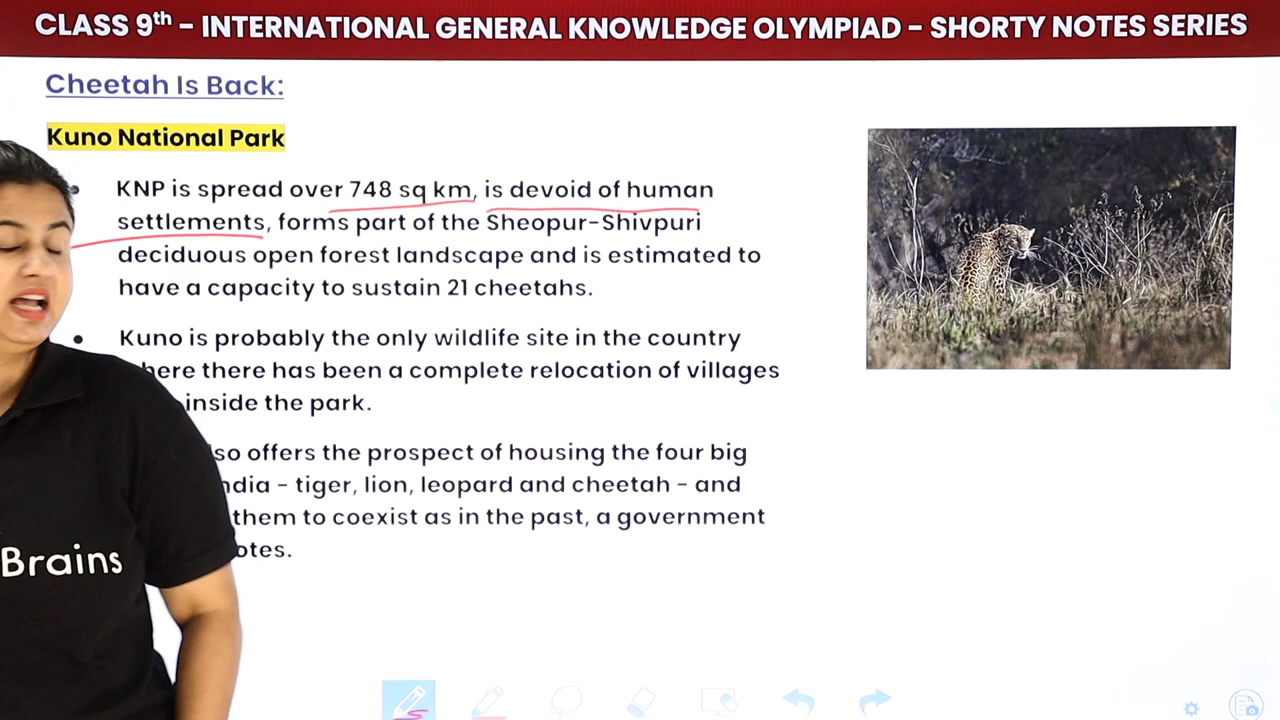 CLASS 9th – INTERNATIONAL GENERAL KNOWLEDGE OLYMPIAD – SHORTY NOTES SERIES
Cheetah Is Back:
Kuno National Park
• KNP is spread over 748 sq km, is devoid of human
settlements, forms part of the Sheopur-Shivpuri
deciduous open forest landscape and is estimated to
have a capacity to sustain 21 cheetahs.
• Kuno is probably the only wildlife site in the country
there has been a complete relocation of villages
inside the park.
so offers the prospect of housing the four big
ndia – tiger, lion, leopard and cheetah – and
them to coexist as in the past, a government
otes.
Brains